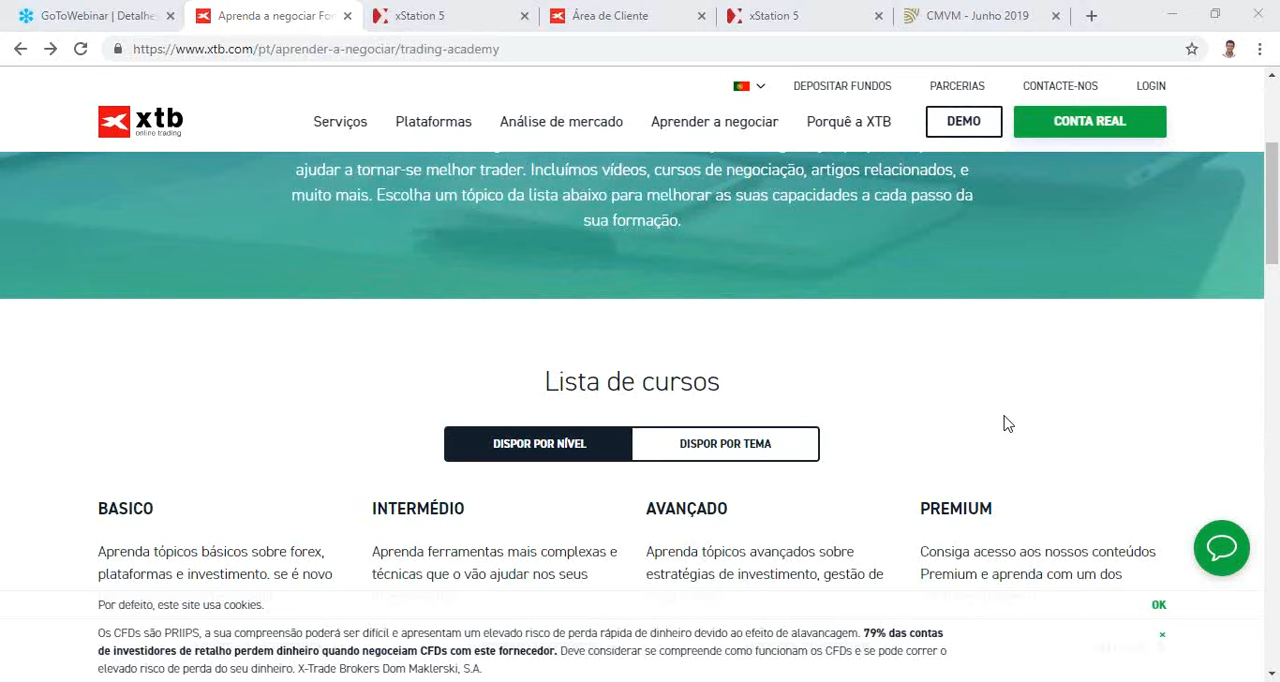 GoToWebinar | Detalhe
Aprenda a negociar For
xStation 5
Área de Cliente
xStation 5
CMVM - Junho 2019
https://www.xtb.com/pt/aprender-a-negociar/trading-academy
DEPOSITAR FUNDOS PARCERIAS CONTACTE-NOS LOGIN
xtb
online trading
Serviços Plataformas Análise de mercado Aprender a negociar Porquê a XTB DEMO CONTA REAL
ajudar a tornar-se melhor trader. Incluímos vídeos, cursos de negociação, artigos relacionados, e
muito mais. Escolha um tópico da lista abaixo para melhorar as suas capacidades a cada passo da
sua formação.
Lista de cursos
DISPOR POR NÍVEL DISPOR POR TEMA
BASICO
Aprenda tópicos básicos sobre forex,
plataformas e investimento. se é novo
INTERMÉDIO
Aprenda ferramentas mais complexas e
técnicas que o vão ajudar nos seus
AVANÇADO
Aprenda tópicos avançados sobre
estratégias de investimento, gestão de
PREMIUM
Consiga acesso aos nossos conteúdos
Premium e aprenda com um dos
Por defeito, este site usa cookies.
OK
Os CFDs são PRIIPS, a sua compreensão poderá ser difícil e apresentam um elevado risco de perda rápida de dinheiro devido ao efeito de alavancagem. 79% das contas
de investidores de retalho perdem dinheiro quando negoceiam CFDs com este fornecedor. Deve considerar se compreende como funcionam os CFDs e se pode correr o
elevado risco de perda do seu dinheiro. X-Trade Brokers Dom Maklerski, S.A.